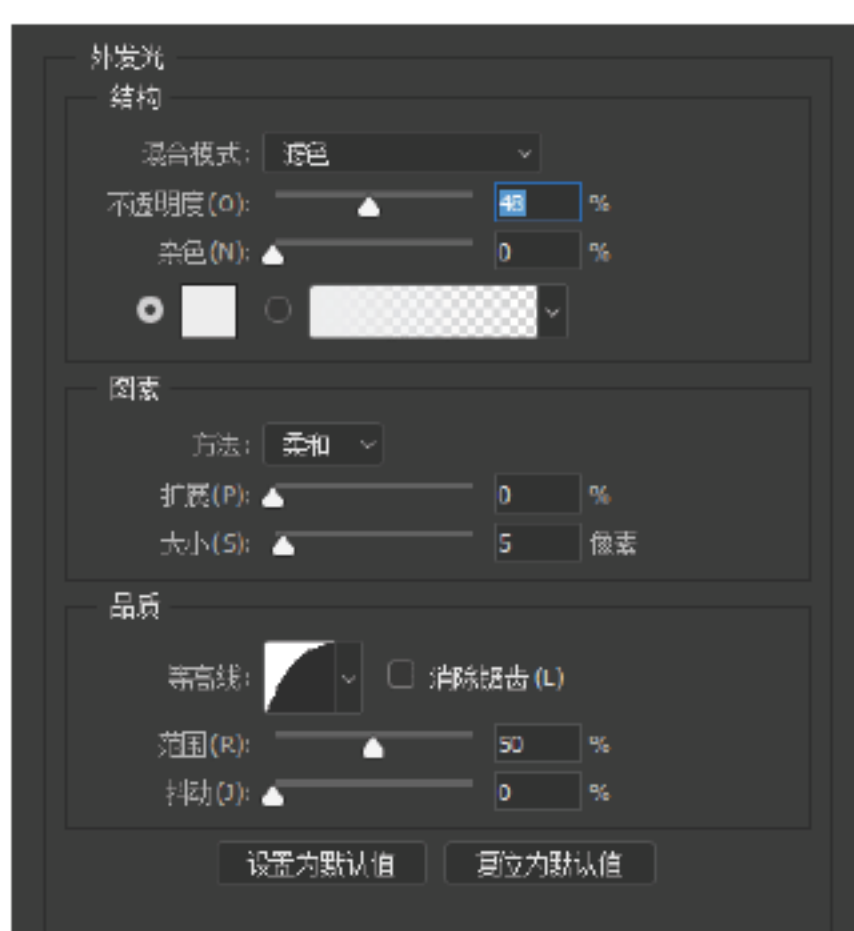 外发光
结构
混合模式: 滤色
不透明度(O): 48 %
杂色(N): 0 %
图素
方法: 柔和
扩展(P): 0 %
大小(S): 5 像素
品质
等高线: 消除锯齿(L)
范围(R): 50 %
抖动(J): 0 %
设置为默认值 复位为默认值